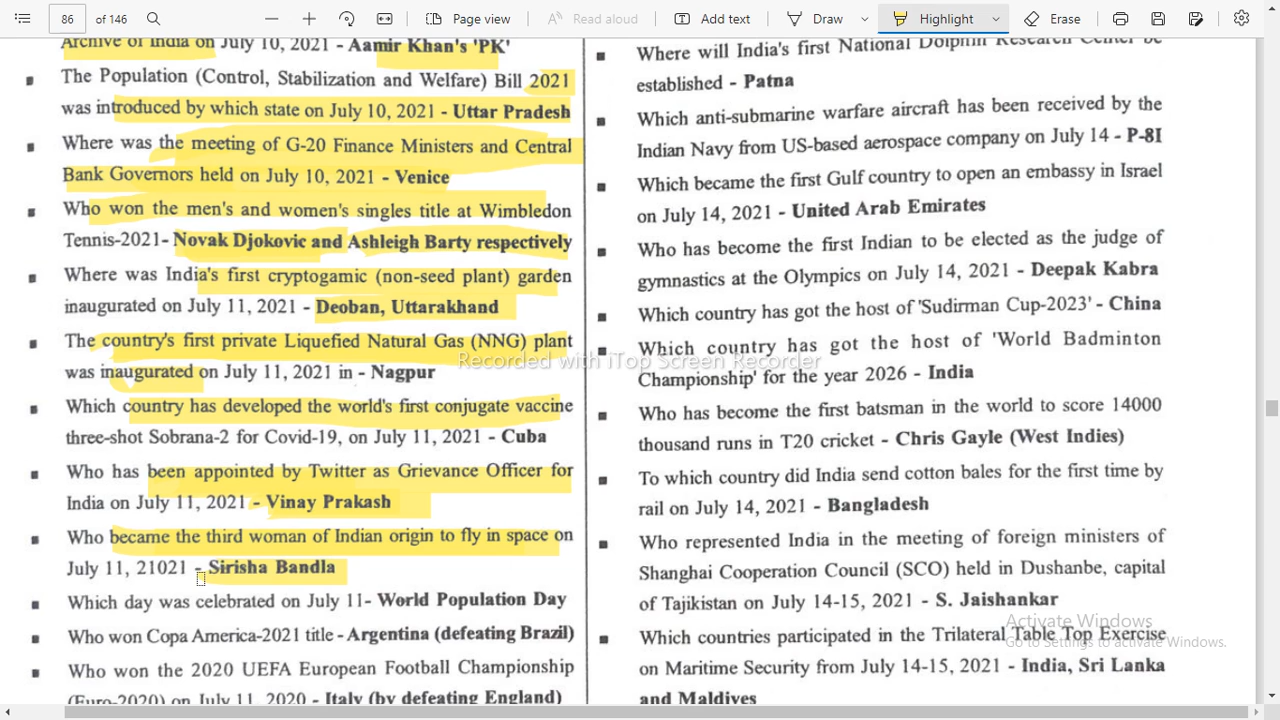 86 of 146
Page view
Read aloud
Add text
Draw
Highlight
Erase
Archive of India on July 10, 2021 - Aamir Khan's 'PK'
The Population (Control, Stabilization and Welfare) Bill 2021
was introduced by which state on July 10, 2021 - Uttar Pradesh
Where was the meeting of G-20 Finance Ministers and Central
Bank Governors held on July 10, 2021 - Venice
Who won the men's and women's singles title at Wimbledon
Tennis-2021- Novak Djokovic and Ashleigh Barty respectively
Where was India's first cryptogamic (non-seed plant) garden
inaugurated on July 11, 2021 - Deoban, Uttarakhand
The country's first private Liquefied Natural Gas (NNG) plant
was inaugurated on July 11, 2021 in - Nagpur
Which country has developed the world's first conjugate vaccine
three-shot Sobrana-2 for Covid-19, on July 11, 2021 - Cuba
Who has been appointed by Twitter as Grievance Officer for
India on July 11, 2021 - Vinay Prakash
Who became the third woman of Indian origin to fly in space on
July 11, 21021 - Sirisha Bandla
Which day was celebrated on July 11- World Population Day
Who won Copa America-2021 title - Argentina (defeating Brazil)
Who won the 2020 UEFA European Football Championship
(Euro-2020) on July 11, 2020 - Italy (by defeating England)
Where will India's first National Dolphin Research Center be
established - Patna
Which anti-submarine warfare aircraft has been received by the
Indian Navy from US-based aerospace company on July 14 - P-8I
Which became the first Gulf country to open an embassy in Israel
on July 14, 2021 - United Arab Emirates
Who has become the first Indian to be elected as the judge of
gymnastics at the Olympics on July 14, 2021 - Deepak Kabra
Which country has got the host of 'Sudirman Cup-2023' - China
Which country has got the host of 'World Badminton
Championship' for the year 2026 - India
Who has become the first batsman in the world to score 14000
thousand runs in T20 cricket - Chris Gayle (West Indies)
To which country did India send cotton bales for the first time by
rail on July 14, 2021 - Bangladesh
Who represented India in the meeting of foreign ministers of
Shanghai Cooperation Council (SCO) held in Dushanbe, capital
of Tajikistan on July 14-15, 2021 - S. Jaishankar
Which countries participated in the Trilateral Table Top Exercise
on Maritime Security from July 14-15, 2021 - India, Sri Lanka
and Maldives
Recorded with iTop Screen Recorder
Activate Windows
Go to Settings to activate Windows.